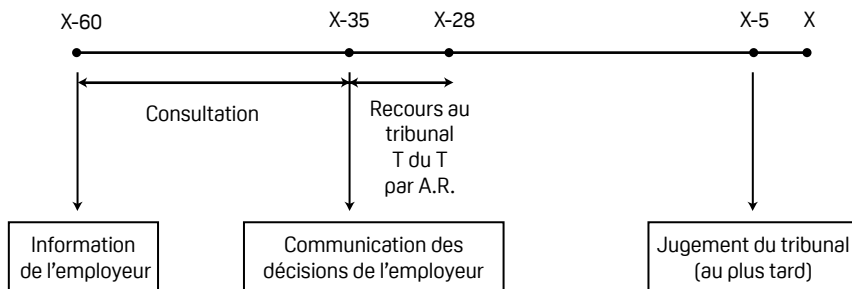 X-60 X-35 X-28 X-5 X
Consultation
Recours au
tribunal
T du T
par A.R.
Information
de l'employeur
Communication des
décisions de l'employeur
Jugement du tribunal
(au plus tard)